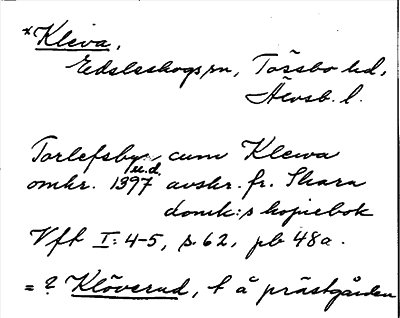 *Kleva,
Edsleskogs sn, Tössbo hd,
Älvsb. l.
Torlefsby cum Klewa
u.d.
omkr. 1397 avskr. fr. Skara
domk:s kopiebok
Vft I: 4-5, s. 62, pb 48a.
= ? Klöverud, t å prästgården